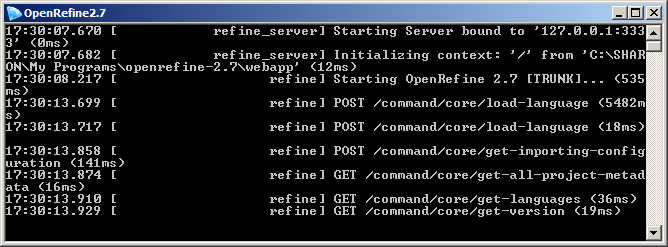 OpenRefine2.7
17:30:07.670 [            refine_server] Starting Server bound to '127.0.0.1:333
3' (0ms)
17:30:07.682 [            refine_server] Initializing context: '/' from 'C:\SHAR
ON\My Programs\openrefine-2.7\webapp' (12ms)
17:30:08.217 [                   refine] Starting OpenRefine 2.7 [TRUNK]... (535
ms)
17:30:13.699 [                   refine] POST /command/core/load-language (5482m
s)
17:30:13.717 [                   refine] POST /command/core/load-language (18ms)
17:30:13.858 [                   refine] POST /command/core/get-importing-config
uration (141ms)
17:30:13.874 [                   refine] GET /command/core/get-all-project-metad
ata (16ms)
17:30:13.910 [                   refine] GET /command/core/get-languages (36ms)
17:30:13.929 [                   refine] GET /command/core/get-version (19ms)